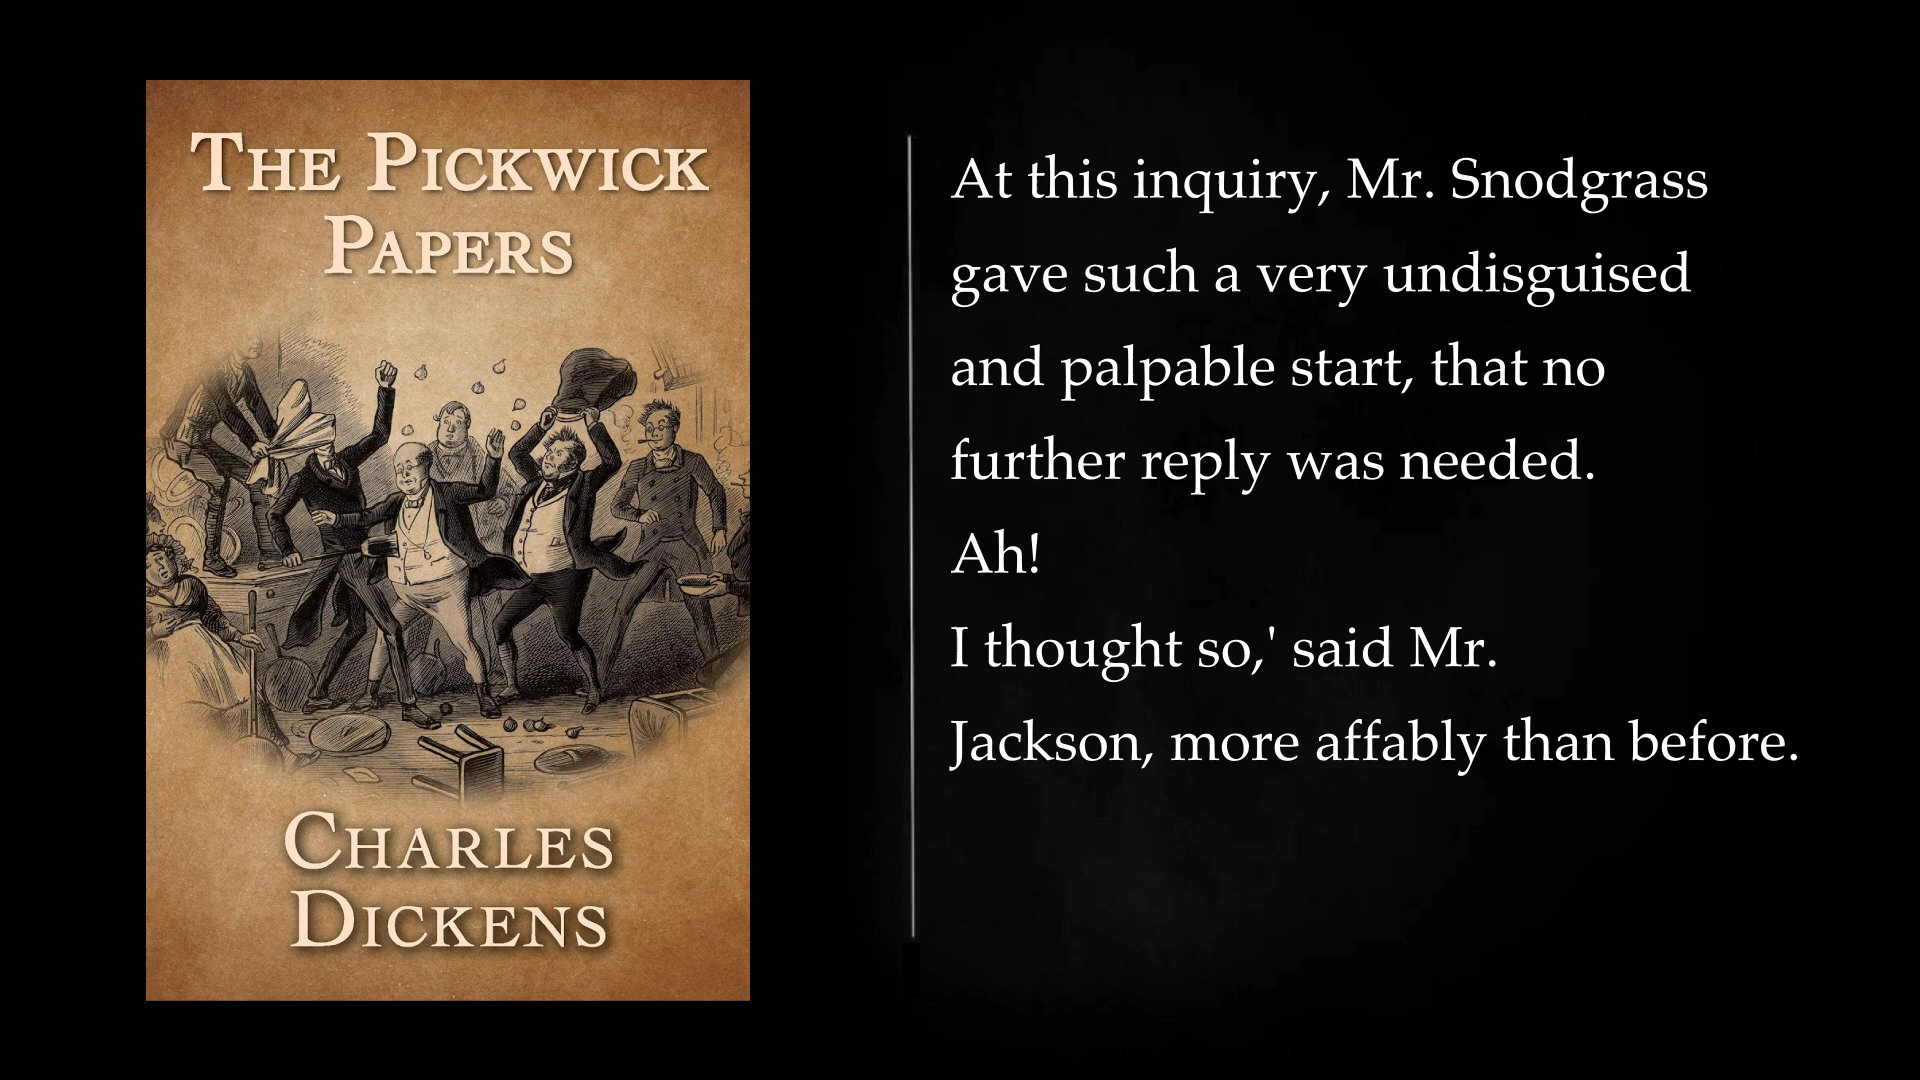 The Pickwick
Papers
Charles
Dickens
At this inquiry, Mr. Snodgrass
gave such a very undisguised
and palpable start, that no
further reply was needed.
Ah!
I thought so,' said Mr.
Jackson, more affably than before.